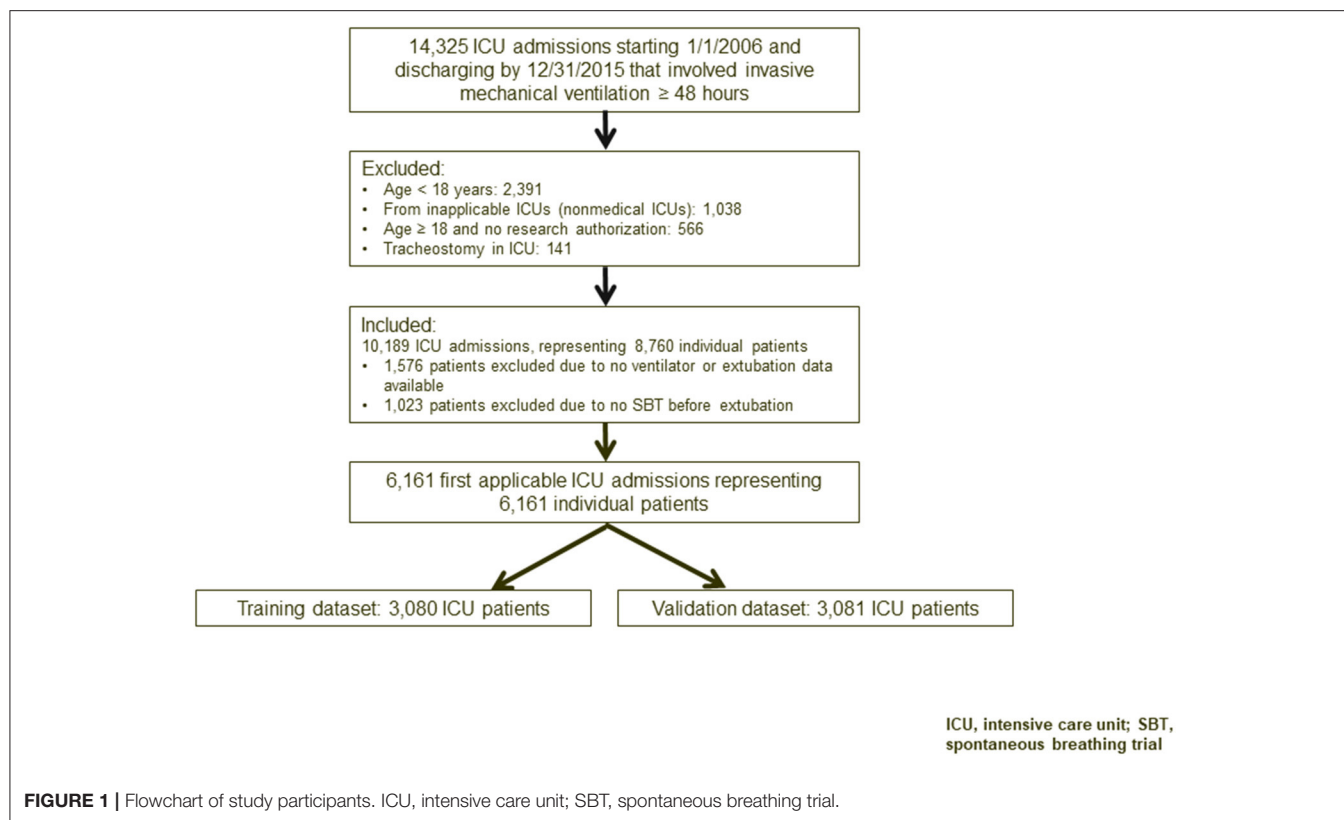 14,325 ICU admissions starting 1/1/2006 and
discharging by 12/31/2015 that involved invasive
mechanical ventilation ≥ 48 hours
Excluded:
• Age < 18 years: 2,391
• From inapplicable ICUs (nonmedical ICUs): 1,038
• Age ≥ 18 and no research authorization: 566
• Tracheostomy in ICU: 141
Included:
10,189 ICU admissions, representing 8,760 individual patients
• 1,576 patients excluded due to no ventilator or extubation data
available
• 1,023 patients excluded due to no SBT before extubation
6,161 first applicable ICU admissions representing
6,161 individual patients
Training dataset: 3,080 ICU patients
Validation dataset: 3,081 ICU patients
ICU, intensive care unit; SBT,
spontaneous breathing trial
FIGURE 1 | Flowchart of study participants. ICU, intensive care unit; SBT, spontaneous breathing trial.